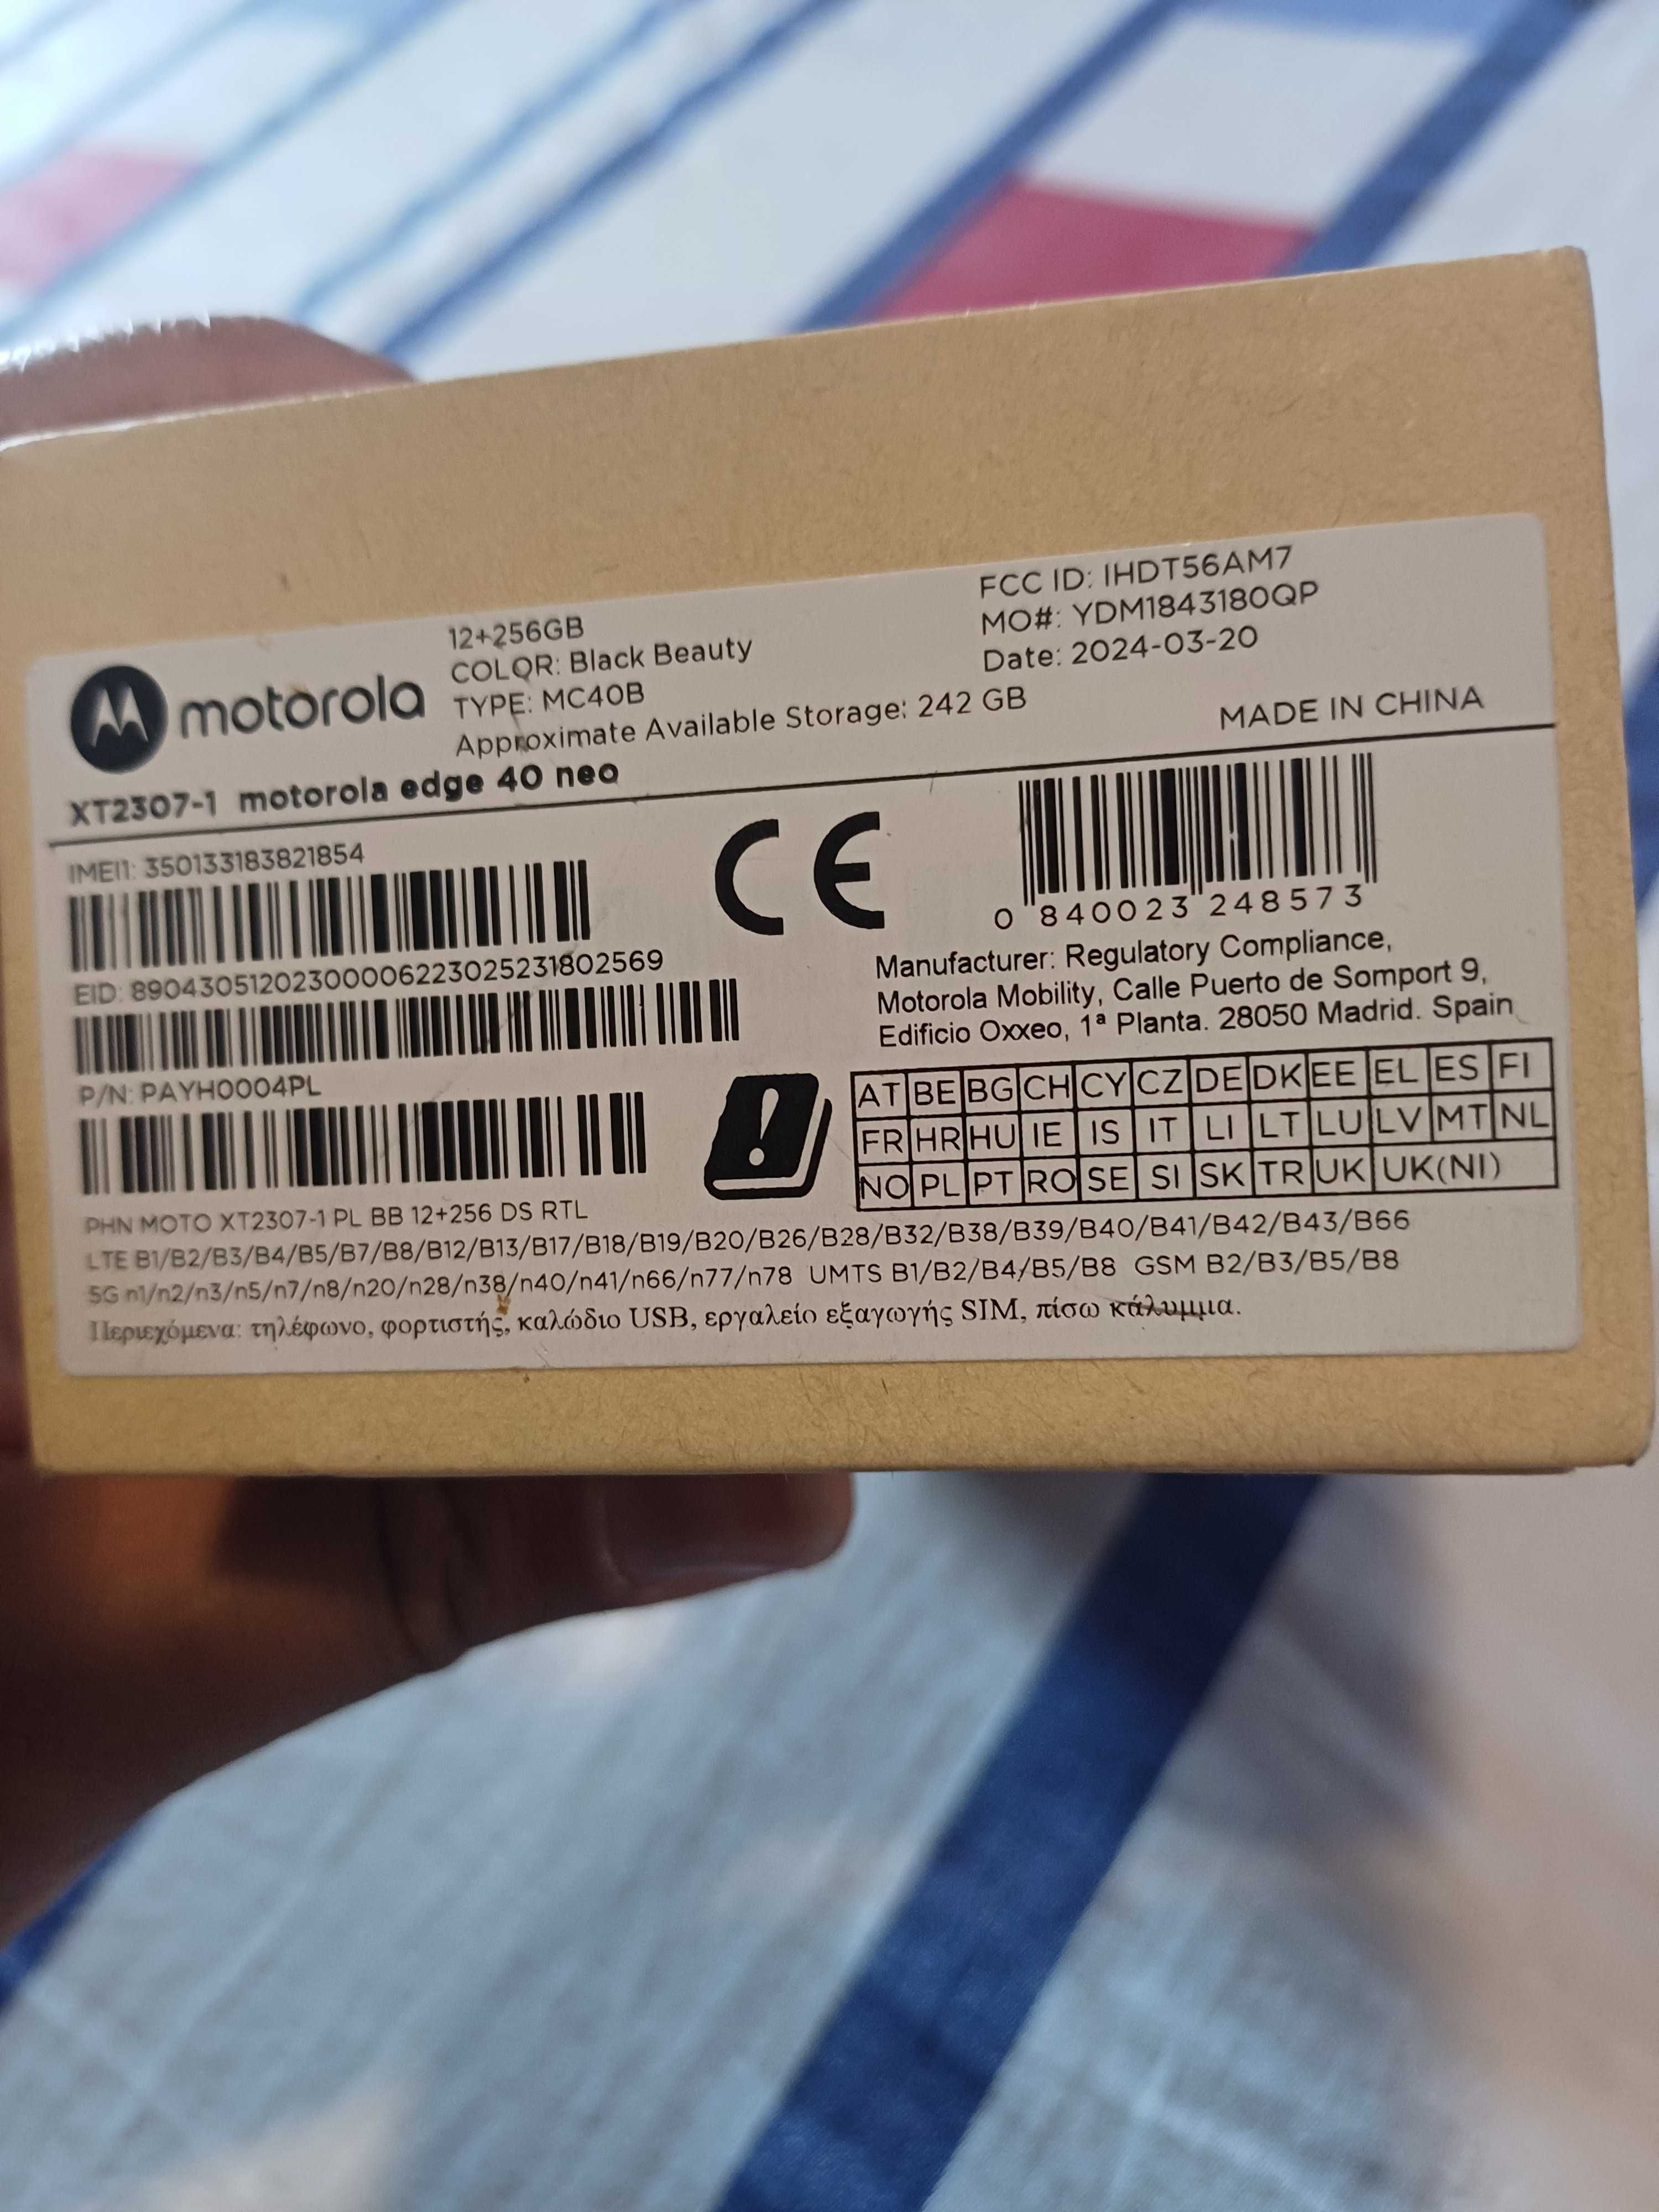 motorola
12+256GB
COLOR: Black Beauty
TYPE: MC40B
Approximate Available Storage: 242 GB
FCC ID: IHDT56AM7
MO#: YDM1843180QP
Date: 2024-03-20
MADE IN CHINA
XT2307-1 motorola edge 40 neo
IMEI1: 350133183821854
EID: 89043051202300006223025231802569
P/N: PAYH0004PL
CE
0 840023 248573
Manufacturer: Regulatory Compliance,
Motorola Mobility, Calle Puerto de Somport 9,
Edificio Oxxeo, 1ª Planta. 28050 Madrid. Spain
AT BE BG CH CY CZ DE DK EE EL ES FI
FR HR HU IE IS IT LI LT LU LV MT NL
NO PL PT RO SE SI SK TR UK UK(NI)
PHN MOTO XT2307-1 PL BB 12+256 DS RTL
LTE B1/B2/B3/B4/B5/B7/B8/B12/B13/B17/B18/B19/B20/B26/B28/B32/B38/B39/B40/B41/B42/B43/B66
5G n1/n2/n3/n5/n7/n8/n20/n28/n38/n40/n41/n66/n77/n78 UMTS B1/B2/B4/B5/B8 GSM B2/B3/B5/B8
Περιεχόμενα: τηλέφωνο, φορτιστής, καλώδιο USB, εργαλείο εξαγωγής SIM, πίσω κάλυμμα.